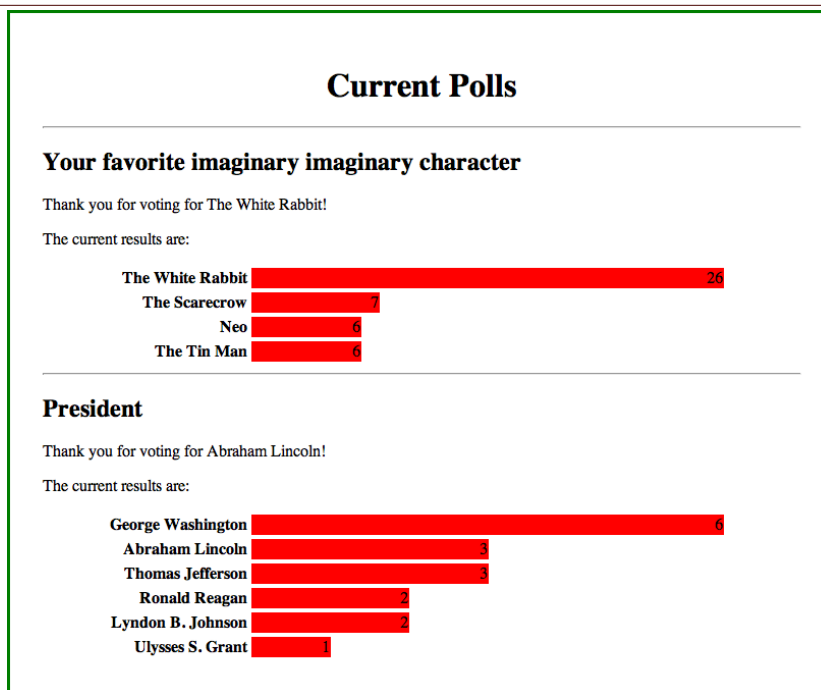 Current Polls
Your favorite imaginary imaginary character
Thank you for voting for The White Rabbit!
The current results are:
The White Rabbit 26
The Scarecrow 7
Neo 6
The Tin Man 6
President
Thank you for voting for Abraham Lincoln!
The current results are:
George Washington 6
Abraham Lincoln 3
Thomas Jefferson 3
Ronald Reagan 2
Lyndon B. Johnson 2
Ulysses S. Grant 1